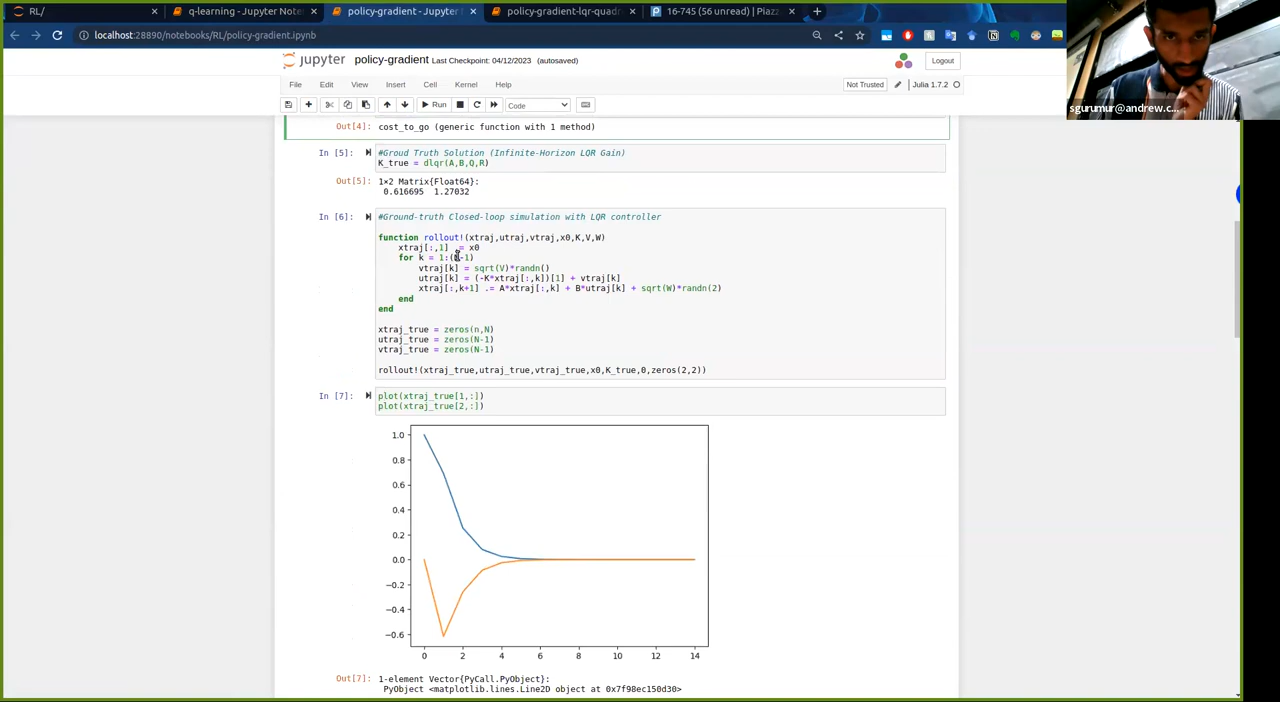 RL/
q-learning - Jupyter Note
policy-gradient - Jupyter
policy-gradient-lqr-quadr
16-745 (56 unread) | Piazz
localhost:28890/notebooks/RL/policy-gradient.ipynb
jupyter policy-gradient Last Checkpoint: 04/12/2023 (autosaved)
Logout
File Edit View Insert Cell Kernel Help
Not Trusted
Julia 1.7.2
Run
Code
sgurumur@andrew.c...
Out[4]: cost_to_go (generic function with 1 method)
In [5]: #Groud Truth Solution (Infinite-Horizon LQR Gain)
K_true = dlqr(A,B,Q,R)
Out[5]: 1×2 Matrix{Float64}:
0.616695 1.27032
In [6]: #Ground-truth Closed-loop simulation with LQR controller
function rollout!(xtraj,utraj,vtraj,x0,K,V,W)
xtraj[:,1] .= x0
for k = 1:(N-1)
vtraj[k] = sqrt(V)*randn()
utraj[k] = (-K*xtraj[:,k])[1] + vtraj[k]
xtraj[:,k+1] .= A*xtraj[:,k] + B*utraj[k] + sqrt(W)*randn(2)
end
end
xtraj_true = zeros(n,N)
utraj_true = zeros(N-1)
vtraj_true = zeros(N-1)
rollout!(xtraj_true,utraj_true,vtraj_true,x0,K_true,0,zeros(2,2))
In [7]: plot(xtraj_true[1,:])
plot(xtraj_true[2,:])
1.0
0.8
0.6
0.4
0.2
0.0
−0.2
−0.4
−0.6
0 2 4 6 8 10 12 14
Out[7]: 1-element Vector{PyCall.PyObject}:
PyObject <matplotlib.lines.Line2D object at 0x7f98ec150d30>